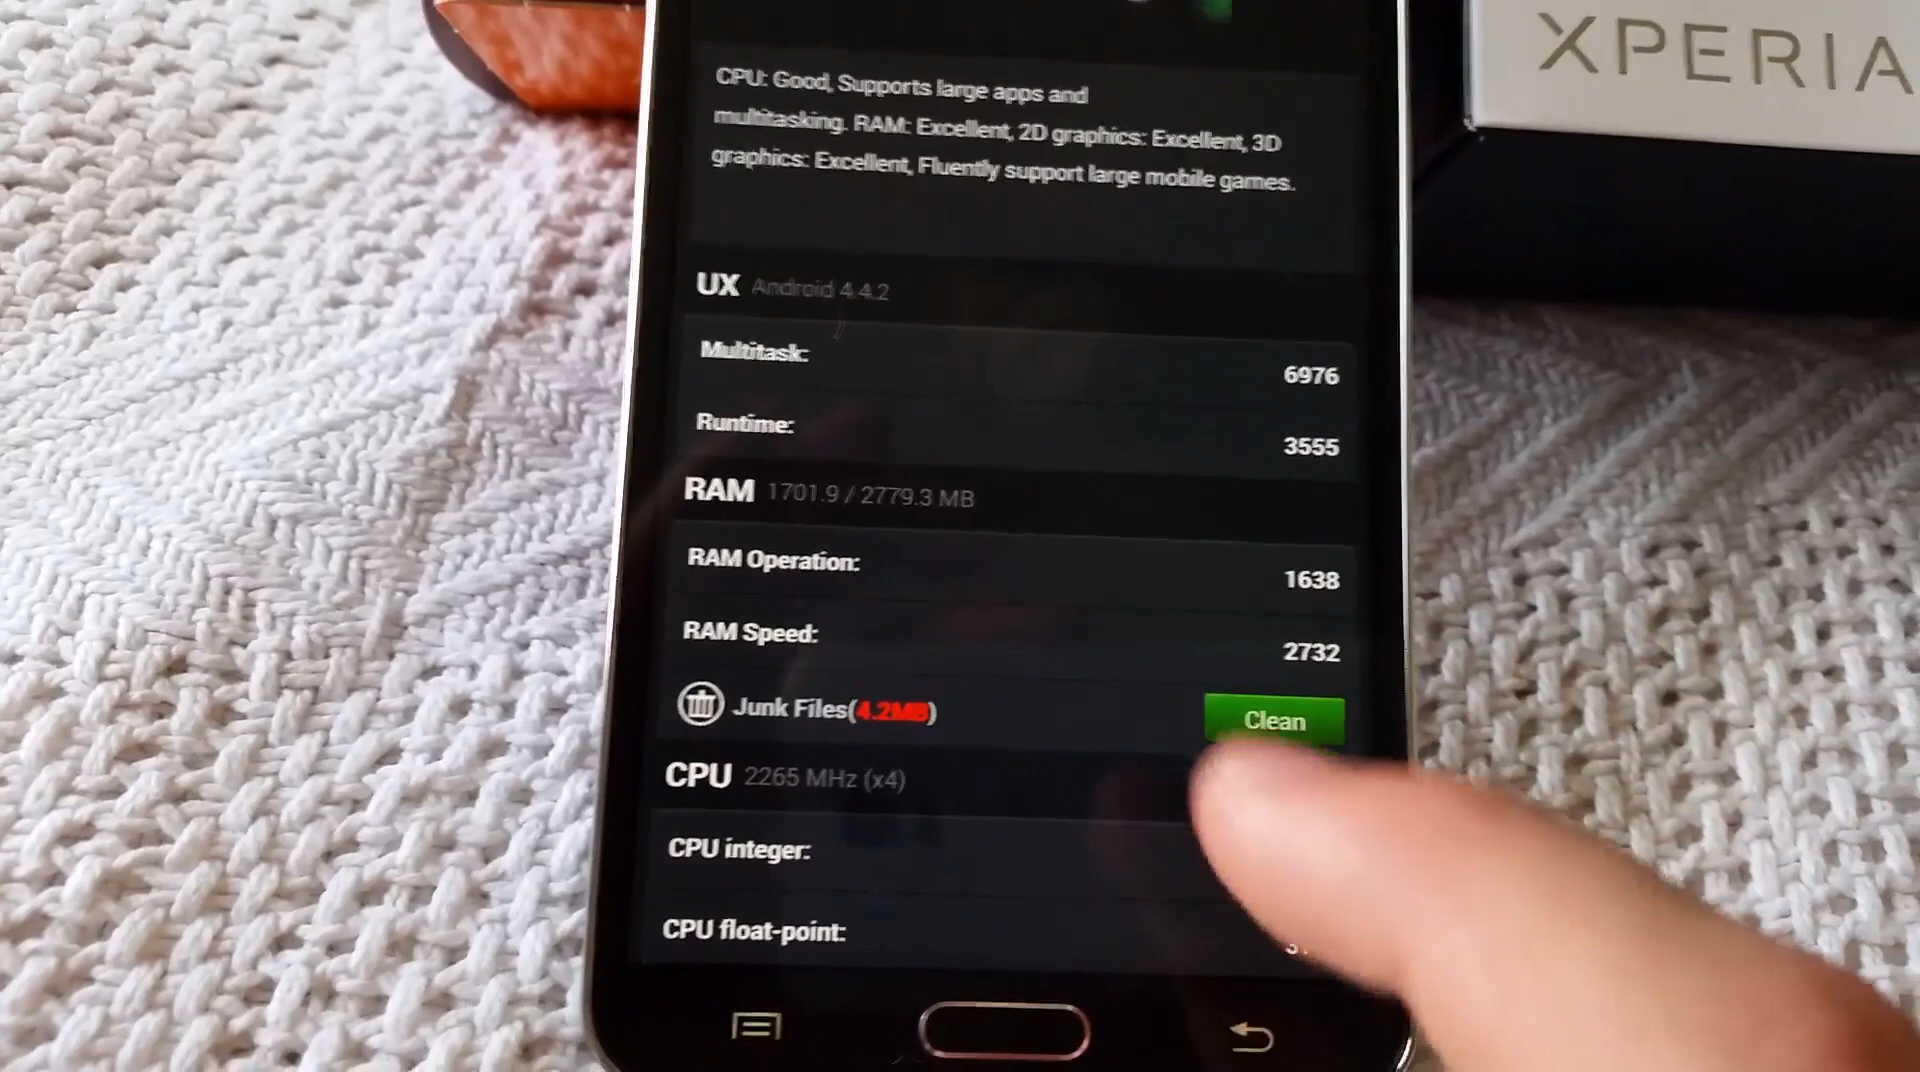 XPERIA
CPU: Good, Supports large apps and
multitasking. RAM: Excellent, 2D graphics: Excellent, 3D
graphics: Excellent, Fluently support large mobile games.
UX Android 4.4.2
Multitask: 6976
Runtime: 3555
RAM 1701.9 / 2779.3 MB
RAM Operation: 1638
RAM Speed: 2732
Junk Files(4.2MB) Clean
CPU 2265 MHz (x4)
CPU integer:
CPU float-point: